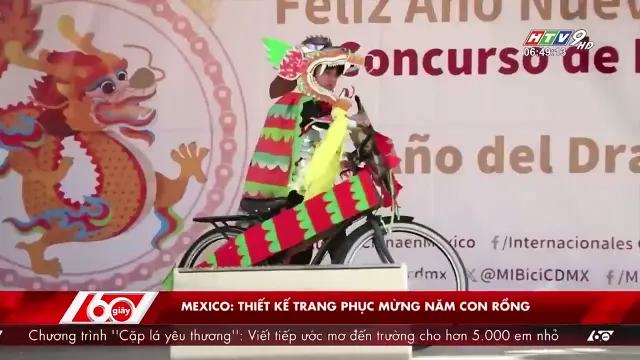 Feliz Año Nuev
HTV9 HD
06:49:13
Concurso de
ño del Dra
enMexico
f/Internacionales
cdmx
X @MIBiciCDMX
60 giây
MEXICO: THIẾT KẾ TRANG PHỤC MỪNG NĂM CON RỒNG
Chương trình "Cặp lá yêu thương": Viết tiếp ước mơ đến trường cho hơn 5.000 em nhỏ
60